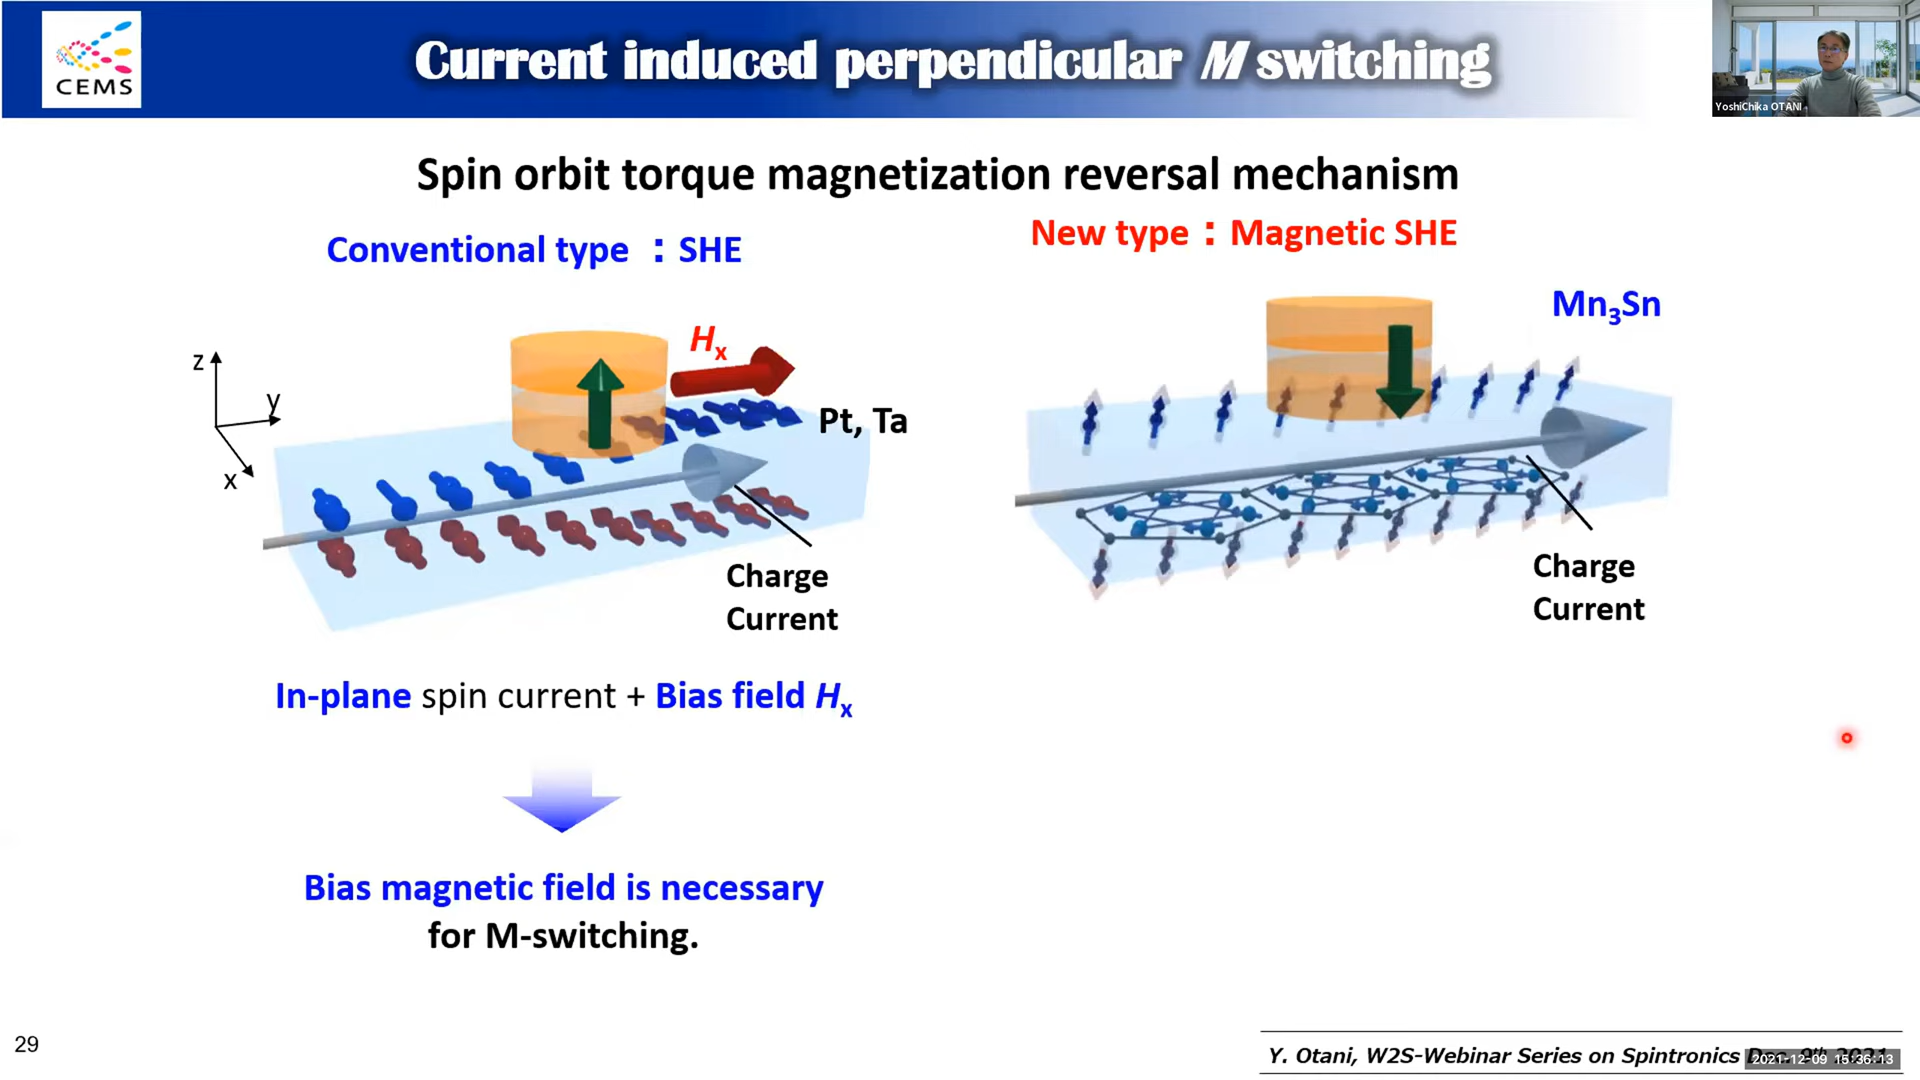 CEMS
Current induced perpendicular M switching
YoshiChika OTANI
Spin orbit torque magnetization reversal mechanism
Conventional type : SHE
New type : Magnetic SHE
Mn₃Sn
Hₓ
z
y
x
Pt, Ta
Charge
Current
Charge
Current
In-plane spin current + Bias field Hₓ
Bias magnetic field is necessary
for M-switching.
29
Y. Otani, W2S-Webinar Series on Spintronics
2021-12-09 15:36:13